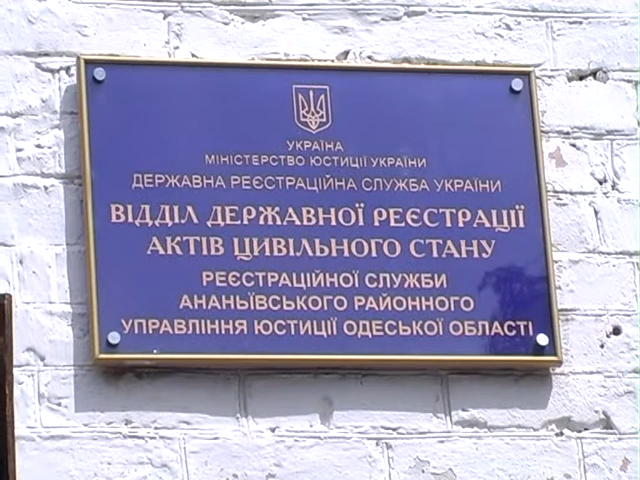 УКРАЇНА
МІНІСТЕРСТВО ЮСТИЦІЇ УКРАЇНИ
ДЕРЖАВНА РЕЄСТРАЦІЙНА СЛУЖБА УКРАЇНИ
ВІДДІЛ ДЕРЖАВНОЇ РЕЄСТРАЦІЇ
АКТІВ ЦИВІЛЬНОГО СТАНУ
РЕЄСТРАЦІЙНОЇ СЛУЖБИ
АНАНЬЇВСЬКОГО РАЙОННОГО
УПРАВЛІННЯ ЮСТИЦІЇ ОДЕСЬКОЇ ОБЛАСТІ